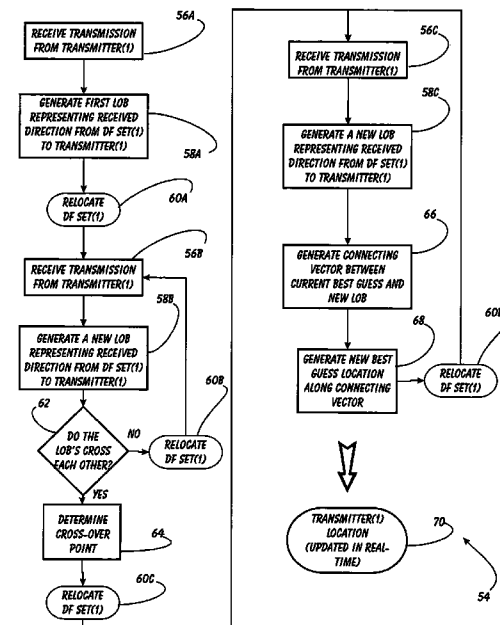 56A
RECEIVE TRANSMISSION
FROM TRANSMITTER(1)
GENERATE FIRST LOB
REPRESENTING RECEIVED
DIRECTION FROM DF SET(1)
TO TRANSMITTER(1)
58A
RELOCATE
DF SET(1)
60A
56B
RECEIVE TRANSMISSION
FROM TRANSMITTER(1)
58B
GENERATE A NEW LOB
REPRESENTING RECEIVED
DIRECTION FROM DF SET(1)
TO TRANSMITTER(1)
62
DO THE
LOB'S CROSS
EACH OTHER?
NO
60B
RELOCATE
DF SET(1)
YES
DETERMINE
CROSS-OVER
POINT
64
RELOCATE
DF SET(1)
60C
56C
RECEIVE TRANSMISSION
FROM TRANSMITTER(1)
58C
GENERATE A NEW LOB
REPRESENTING RECEIVED
DIRECTION FROM DF SET(1)
TO TRANSMITTER(1)
66
GENERATE CONNECTING
VECTOR BETWEEN
CURRENT BEST GUESS AND
NEW LOB
68
GENERATE NEW BEST
GUESS LOCATION
ALONG CONNECTING
VECTOR
RELOCATE
DF SET(1)
TRANSMITTER(1)
LOCATION
(UPDATED IN REAL-
TIME)
70
54